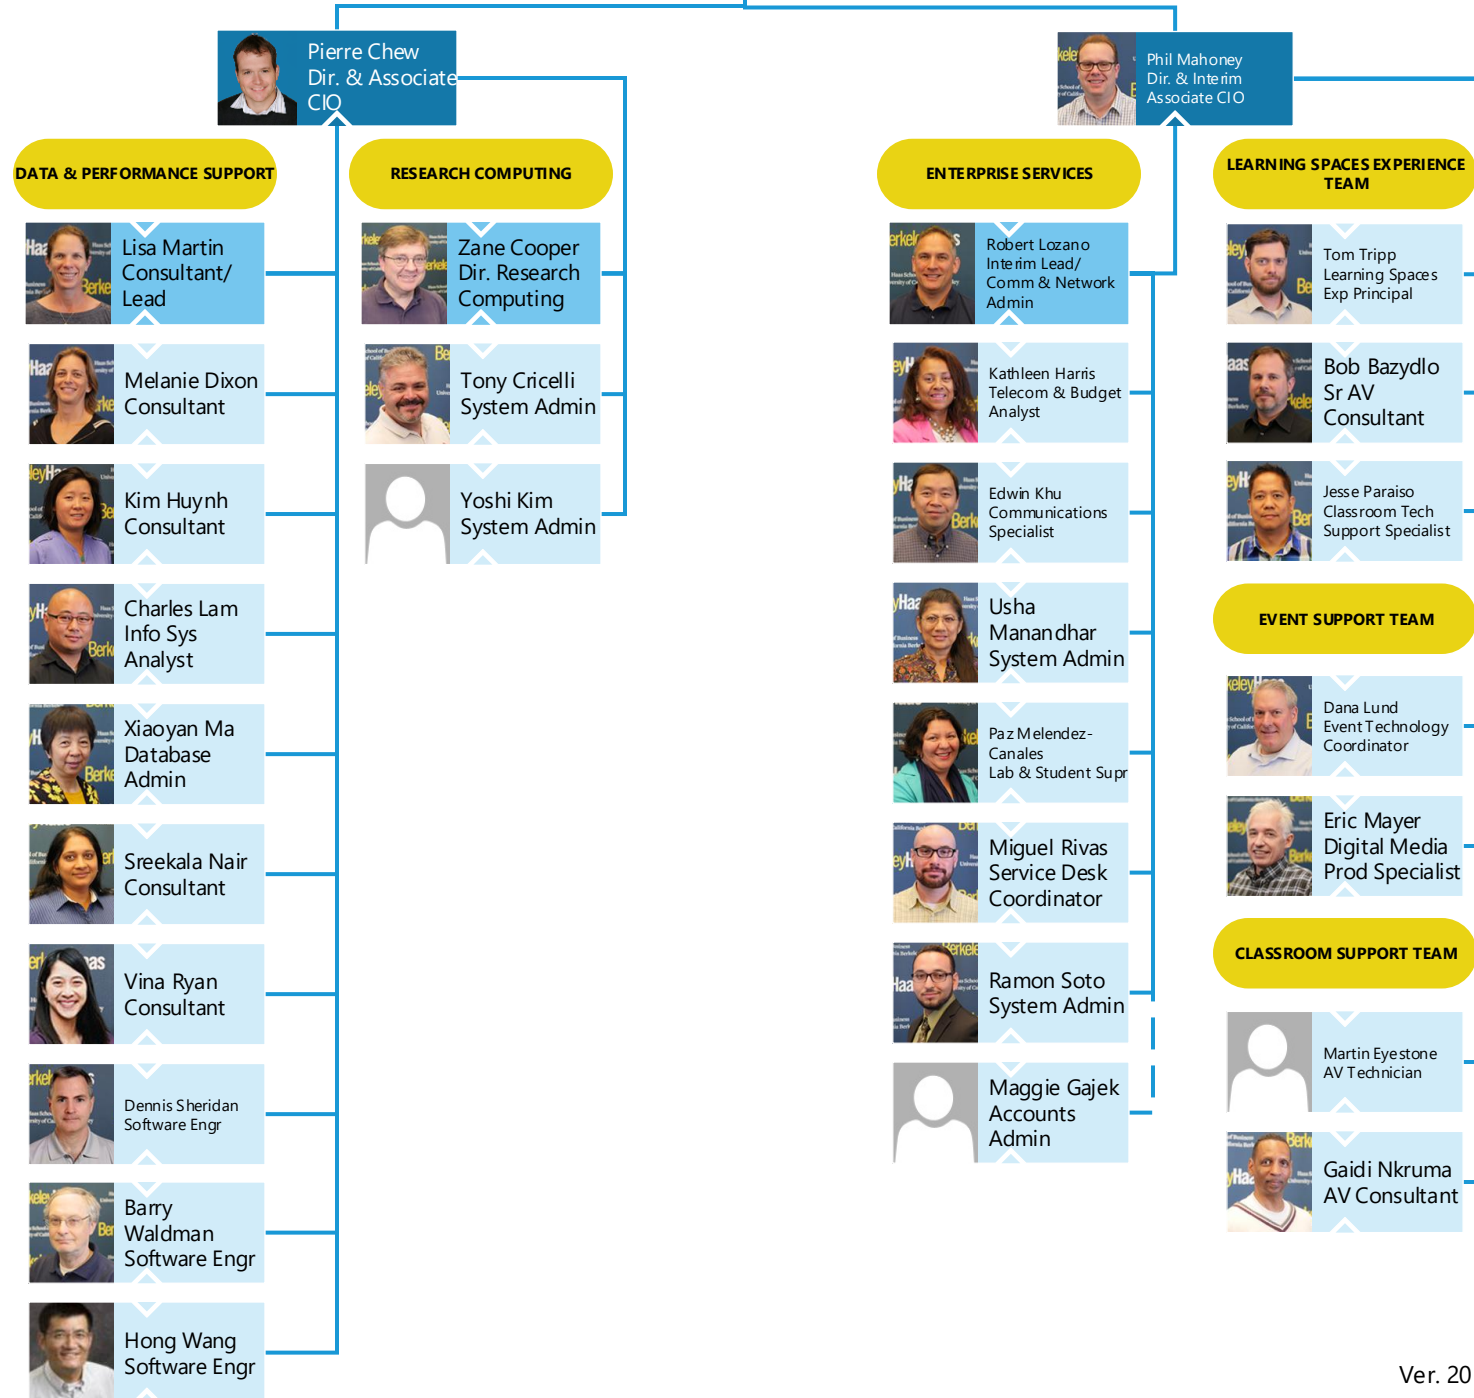 Pierre Chew
Dir. & Associate
CIO
Phil Mahoney
Dir. & Interim
Associate CIO
DATA & PERFORMANCE SUPPORT
Lisa Martin
Consultant/
Lead
Melanie Dixon
Consultant
Kim Huynh
Consultant
Charles Lam
Info Sys
Analyst
Xiaoyan Ma
Database
Admin
Sreekala Nair
Consultant
Vina Ryan
Consultant
Dennis Sheridan
Software Engr
Barry
Waldman
Software Engr
Hong Wang
Software Engr
RESEARCH COMPUTING
Zane Cooper
Dir. Research
Computing
Tony Cricelli
System Admin
Yoshi Kim
System Admin
ENTERPRISE SERVICES
Robert Lozano
Interim Lead/
Comm & Network
Admin
Kathleen Harris
Telecom & Budget
Analyst
Edwin Khu
Communications
Specialist
Usha
Manandhar
System Admin
Paz Melendez-
Canales
Lab & Student Supr
Miguel Rivas
Service Desk
Coordinator
Ramon Soto
System Admin
Maggie Gajek
Accounts
Admin
LEARNING SPACES EXPERIENCE
TEAM
Tom Tripp
Learning Spaces
Exp Principal
Bob Bazydlo
Sr AV
Consultant
Jesse Paraiso
Classroom Tech
Support Specialist
EVENT SUPPORT TEAM
Dana Lund
Event Technology
Coordinator
Eric Mayer
Digital Media
Prod Specialist
CLASSROOM SUPPORT TEAM
Martin Eyestone
AV Technician
Gaidi Nkruma
AV Consultant
Ver. 20